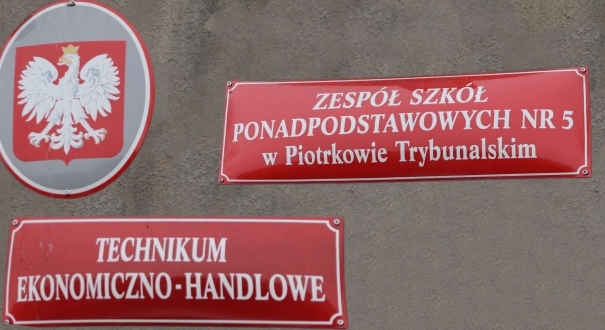 ZESPÓŁ SZKÓŁ
PONADPODSTAWOWYCH NR 5
w Piotrkowie Trybunalskim
TECHNIKUM
EKONOMICZNO-HANDLOWE